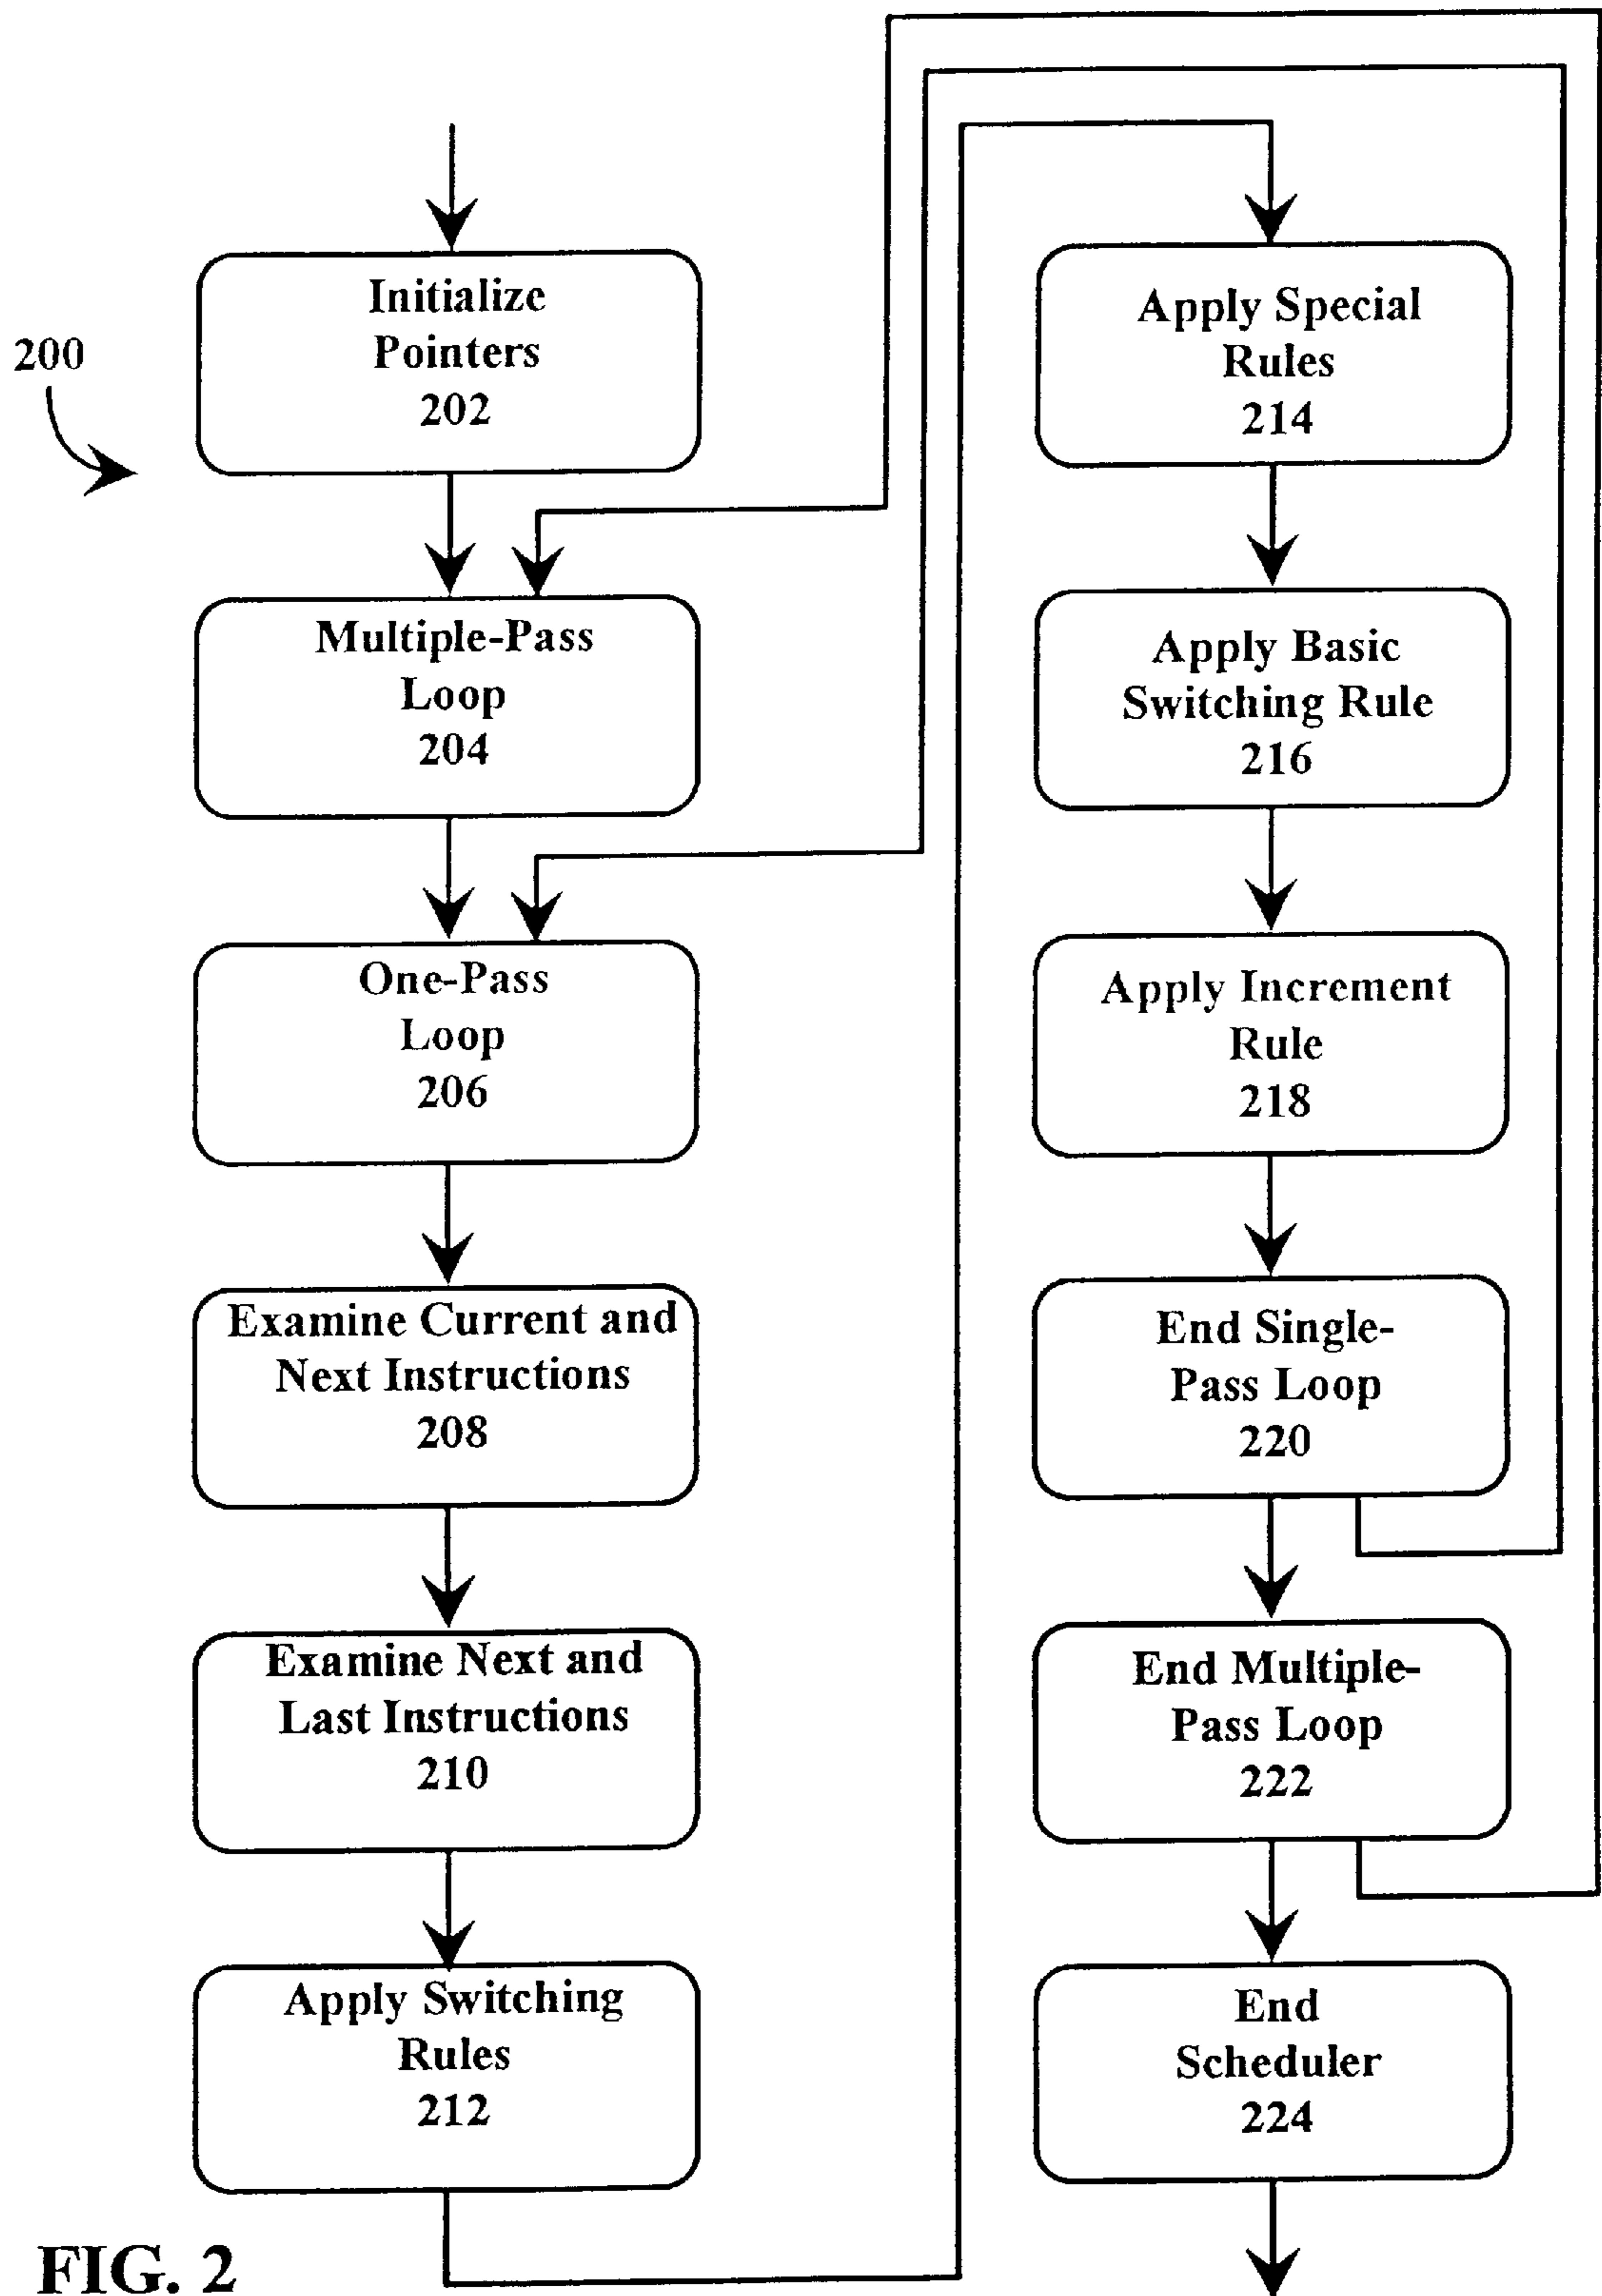 200
Initialize
Pointers
202
Multiple-Pass
Loop
204
One-Pass
Loop
206
Examine Current and
Next Instructions
208
Examine Next and
Last Instructions
210
Apply Switching
Rules
212
Apply Special
Rules
214
Apply Basic
Switching Rule
216
Apply Increment
Rule
218
End Single-
Pass Loop
220
End Multiple-
Pass Loop
222
End
Scheduler
224
FIG. 2